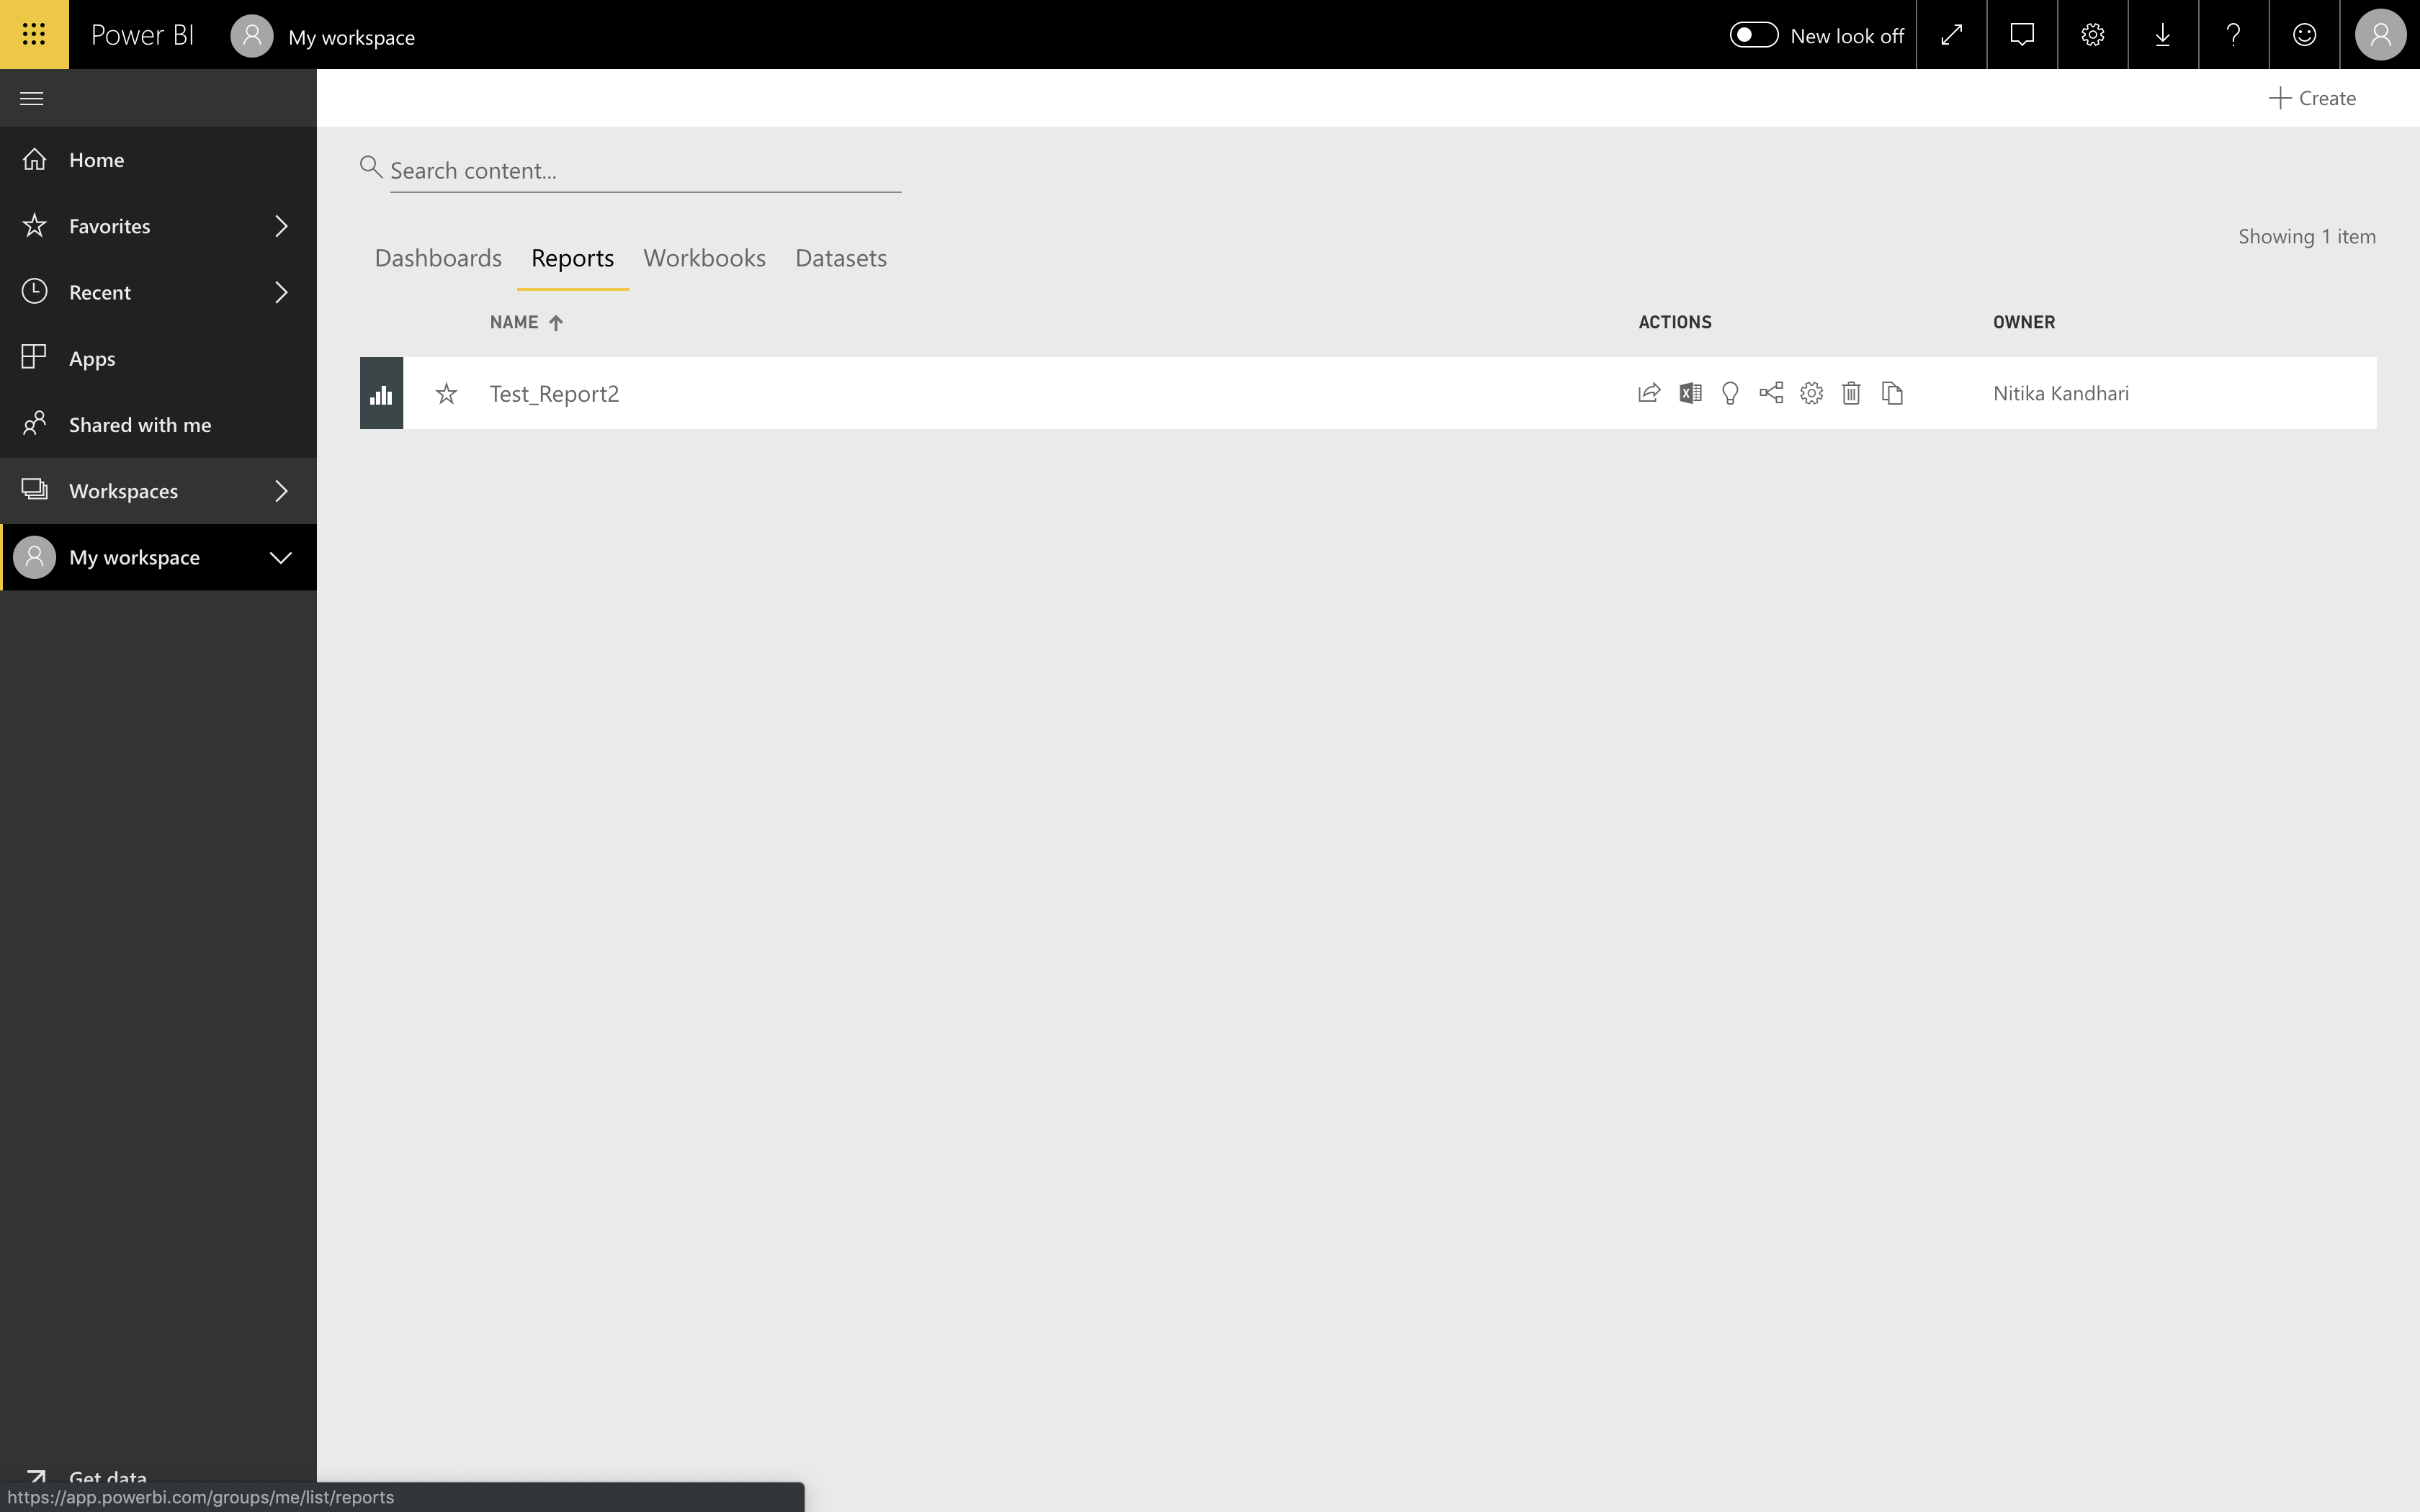 Power BI
My workspace
New look off
Create
Home
Search content...
Favorites
Showing 1 item
Dashboards
Reports
Workbooks
Datasets
Recent
NAME
ACTIONS
OWNER
Apps
Test_Report2
Nitika Kandhari
Shared with me
Workspaces
My workspace
Get data
https://app.powerbi.com/groups/me/list/reports